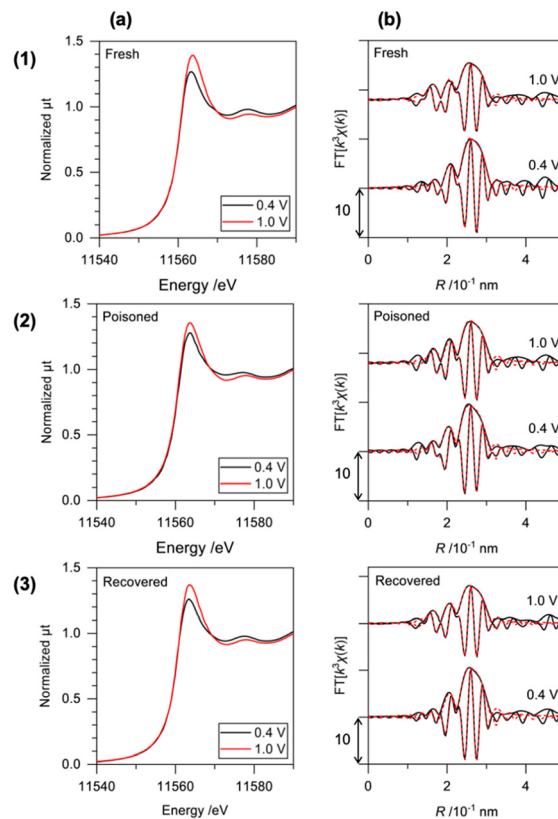 (a) (b)
(1)
1.5
1.0
0.5
0.0
Normalized μt
Fresh
0.4 V
1.0 V
11540 11560 11580
Energy /eV
Fresh
1.0 V
0.4 V
10
FT[k³χ(k)]
0 2 4
R /10⁻¹ nm
(2)
1.5
1.0
0.5
0.0
Normalized μt
Poisoned
0.4 V
1.0 V
11540 11560 11580
Energy /eV
Poisoned
1.0 V
0.4 V
10
FT[k³χ(k)]
0 2 4
R /10⁻¹ nm
(3)
1.5
1.0
0.5
0.0
Normalized μt
Recovered
0.4 V
1.0 V
11540 11560 11580
Energy /eV
Recovered
1.0 V
0.4 V
10
FT[k³χ(k)]
0 2 4
R /10⁻¹ nm